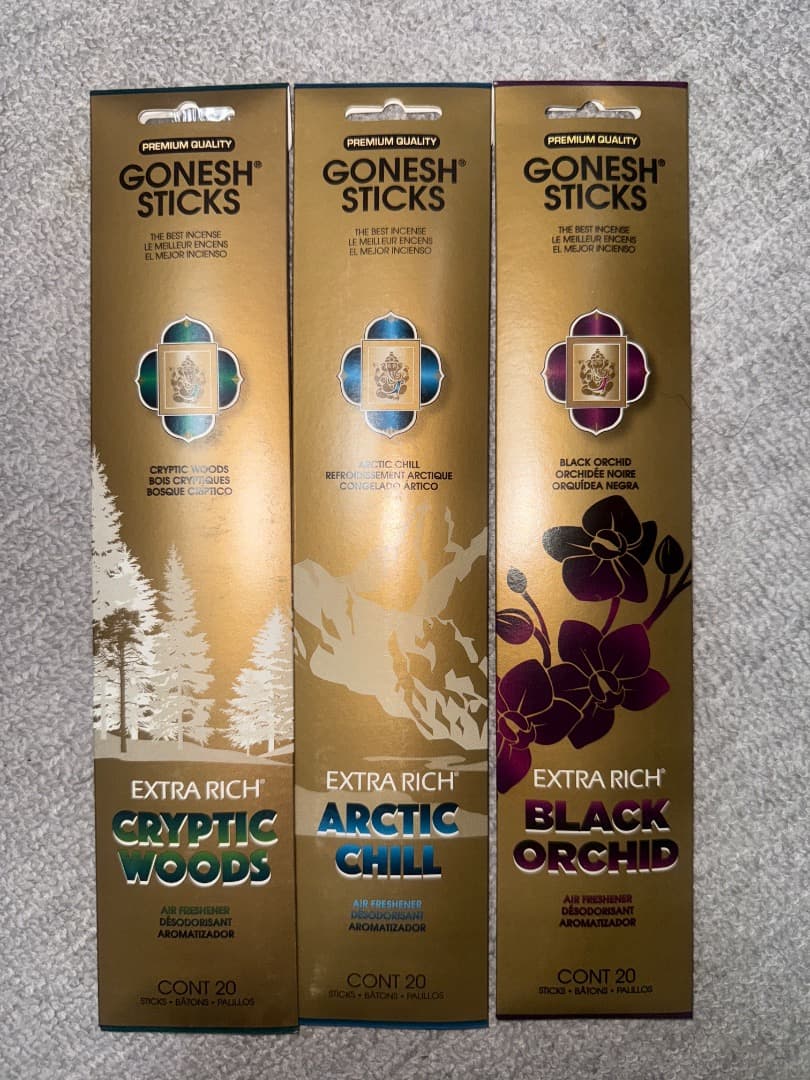 PREMIUM QUALITY
GONESH®
STICKS
THE BEST INCENSE
LE MEILLEUR ENCENS
EL MEJOR INCIENSO
CRYPTIC WOODS
BOIS CRYPTIQUES
BOSQUE CRÍPTICO
EXTRA RICH®
CRYPTIC
WOODS
AIR FRESHENER
DÉSODORISANT
AROMATIZADOR
CONT 20
STICKS • BÂTONS • PALILLOS
PREMIUM QUALITY
GONESH®
STICKS
THE BEST INCENSE
LE MEILLEUR ENCENS
EL MEJOR INCIENSO
ARCTIC CHILL
REFROIDISSEMENT ARCTIQUE
CONGELADO ÁRTICO
EXTRA RICH®
ARCTIC
CHILL
AIR FRESHENER
DÉSODORISANT
AROMATIZADOR
CONT 20
STICKS • BÂTONS • PALILLOS
PREMIUM QUALITY
GONESH®
STICKS
THE BEST INCENSE
LE MEILLEUR ENCENS
EL MEJOR INCIENSO
BLACK ORCHID
ORCHIDÉE NOIRE
ORQUÍDEA NEGRA
EXTRA RICH®
BLACK
ORCHID
AIR FRESHENER
DÉSODORISANT
AROMATIZADOR
CONT 20
STICKS • BÂTONS • PALILLOS